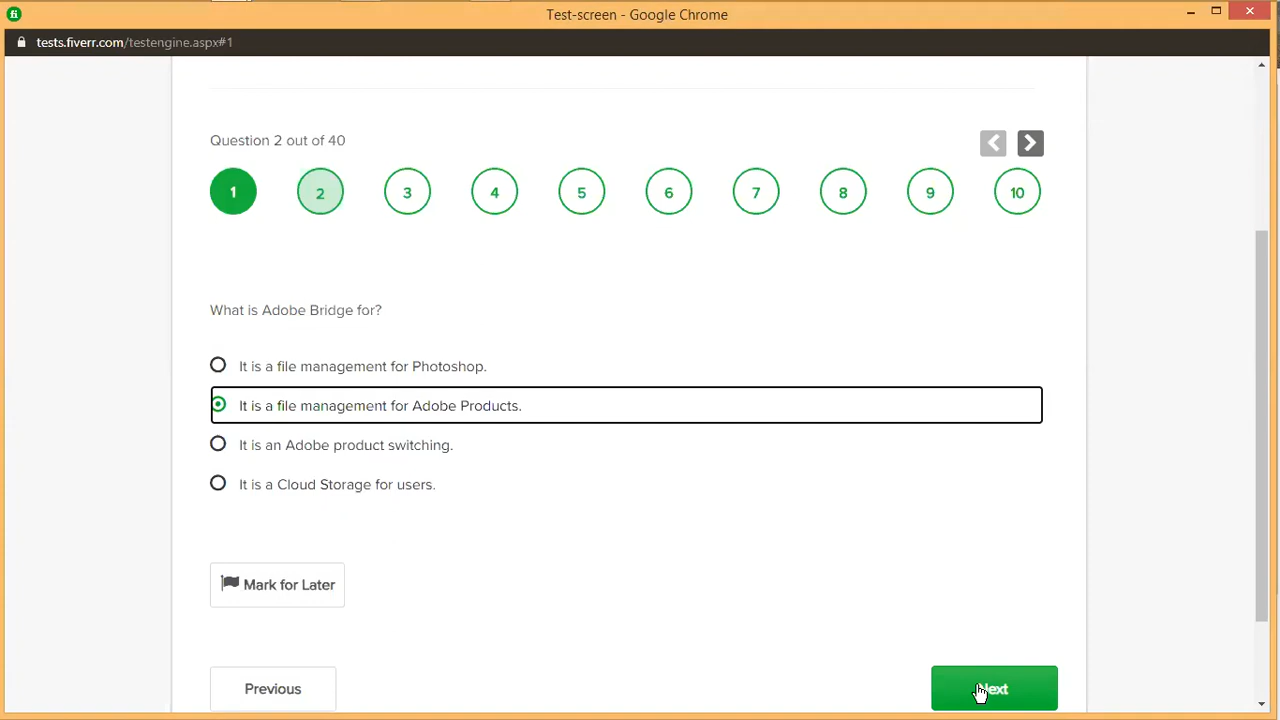 Test-screen - Google Chrome
tests.fiverr.com/testengine.aspx#1
Question 2 out of 40
1 2 3 4 5 6 7 8 9 10
What is Adobe Bridge for?
It is a file management for Photoshop.
It is a file management for Adobe Products.
It is an Adobe product switching.
It is a Cloud Storage for users.
Mark for Later
Previous
Next